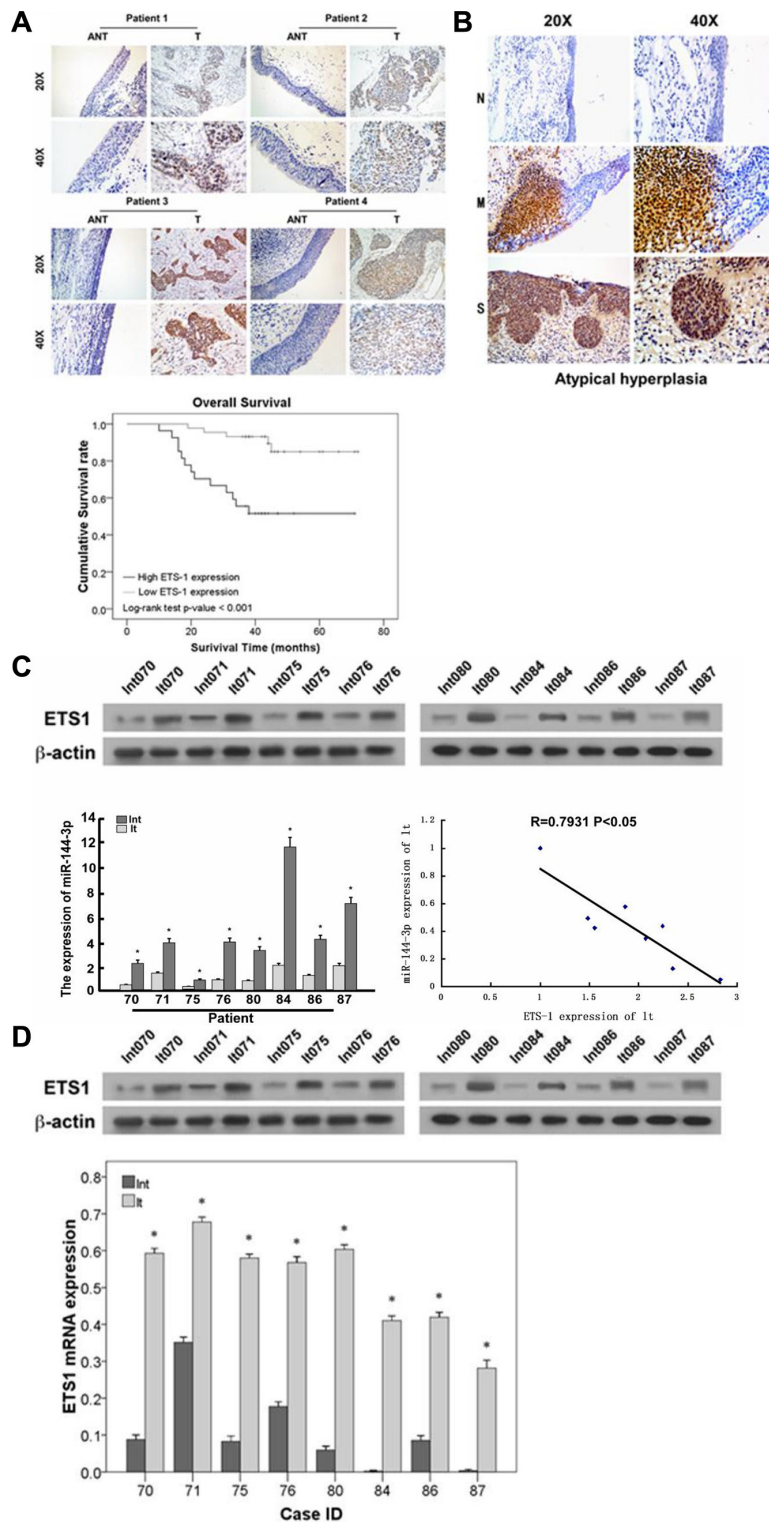 A
Patient 1 Patient 2
ANT T ANT T
20X
40X
Patient 3 Patient 4
ANT T ANT T
20X
40X
B
20X 40X
N
M
S
Atypical hyperplasia
Overall Survival
Cumulative Survival rate
1.0
0.8
0.6
0.4
0.2
0.0
High ETS-1 expression
Low ETS-1 expression
Log-rank test p-value < 0.001
0 20 40 60 80
Surivival Time (months)
C
Int070 It070 Int071 It071 Int075 It075 Int076 It076 Int080 It080 Int084 It084 Int086 It086 Int087 It087
ETS1
β-actin
The expression of miR-144-3p
14
12
10
8
6
4
2
0
Int
It
* * * * * * * *
70 71 75 76 80 84 86 87
Patient
R=0.7931 P<0.05
miR-144-3p expression of lt
1.2
1
0.8
0.6
0.4
0.2
0
0 0.5 1 1.5 2 2.5 3
ETS-1 expression of lt
D
Int070 It070 Int071 It071 Int075 It075 Int076 It076 Int080 It080 Int084 It084 Int086 It086 Int087 It087
ETS1
β-actin
ETS1 mRNA expression
0.8
0.7
0.6
0.5
0.4
0.3
0.2
0.1
0.0
Int
It
* * * * * * * *
70 71 75 76 80 84 86 87
Case ID